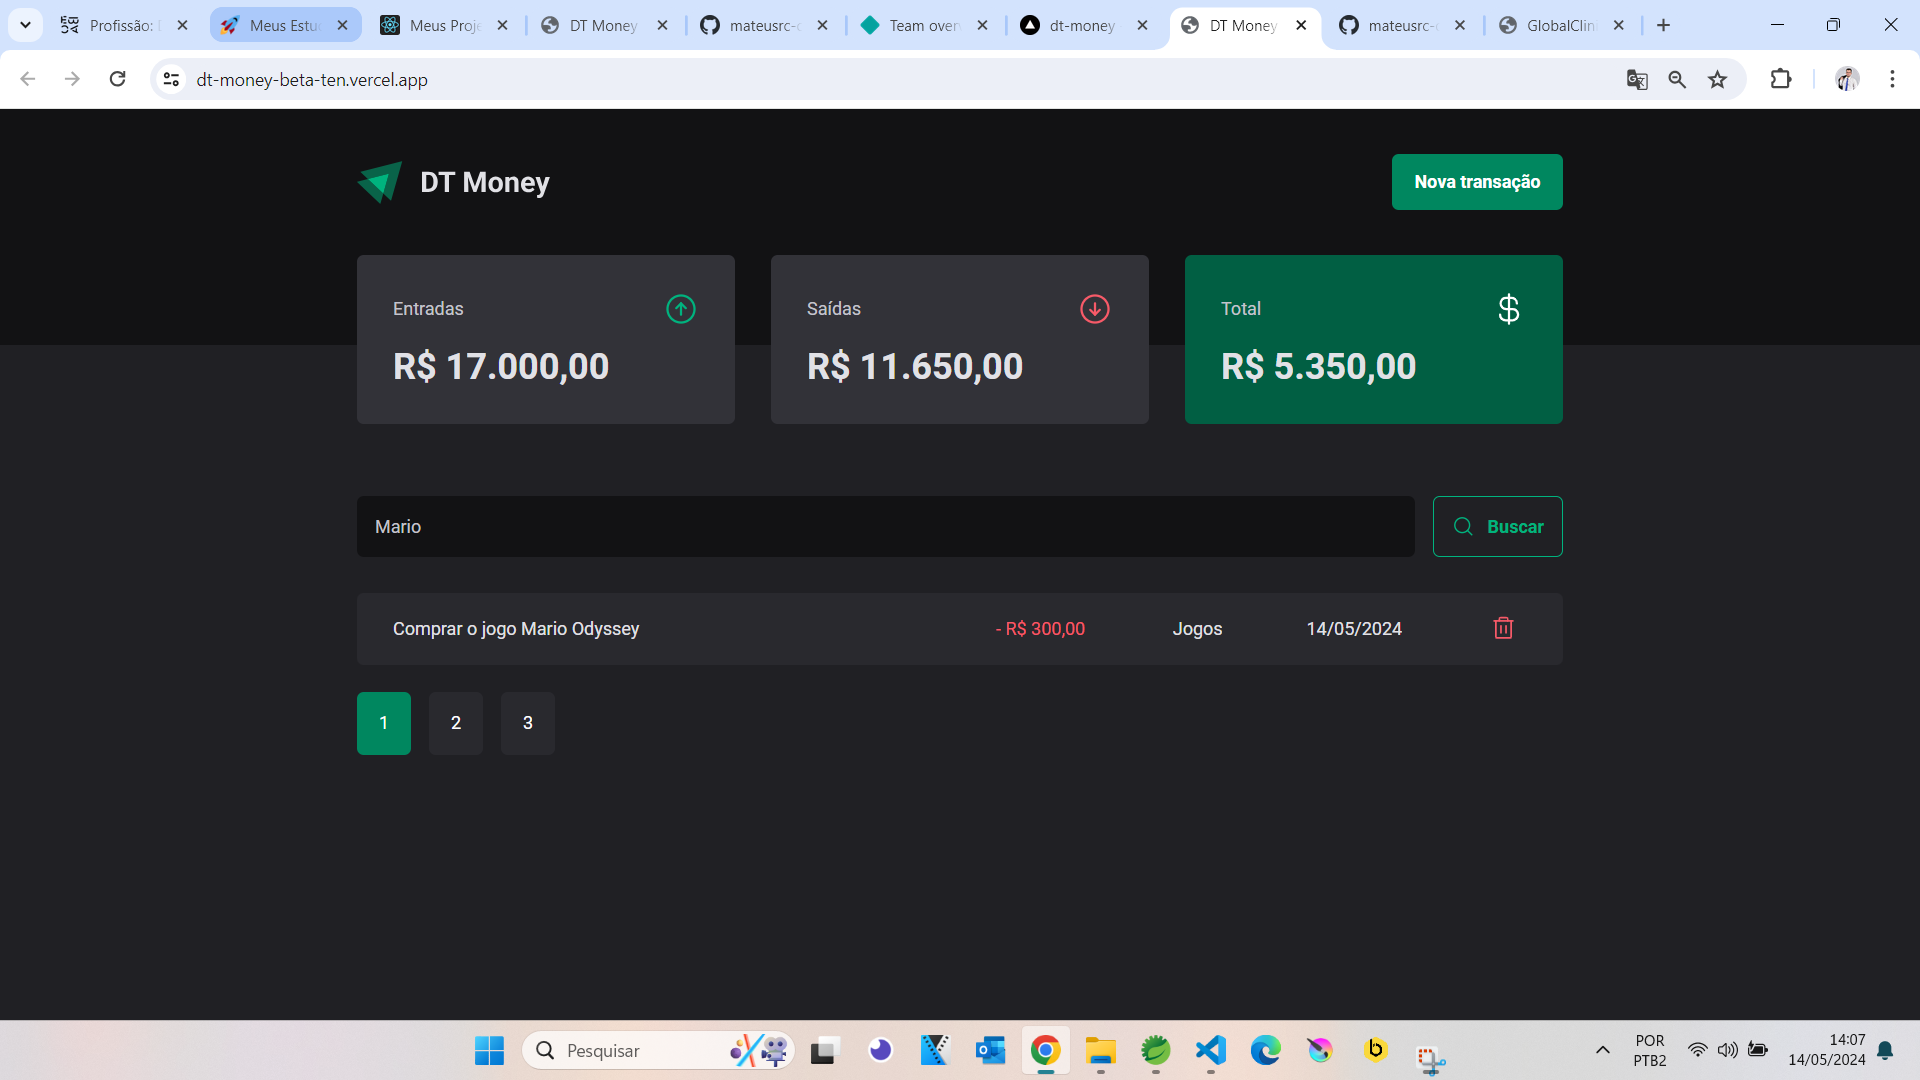 Profissão: D
Meus Estu
Meus Proje
DT Money
mateusrc-d
Team over
dt-money
DT Money
mateusrc-d
GlobalClin
dt-money-beta-ten.vercel.app
DT Money
Nova transação
Entradas
R$ 17.000,00
Saídas
R$ 11.650,00
Total
R$ 5.350,00
Mario
Buscar
Comprar o jogo Mario Odyssey - R$ 300,00 Jogos 14/05/2024
1 2 3
Pesquisar
POR
PTB2
14:07
14/05/2024